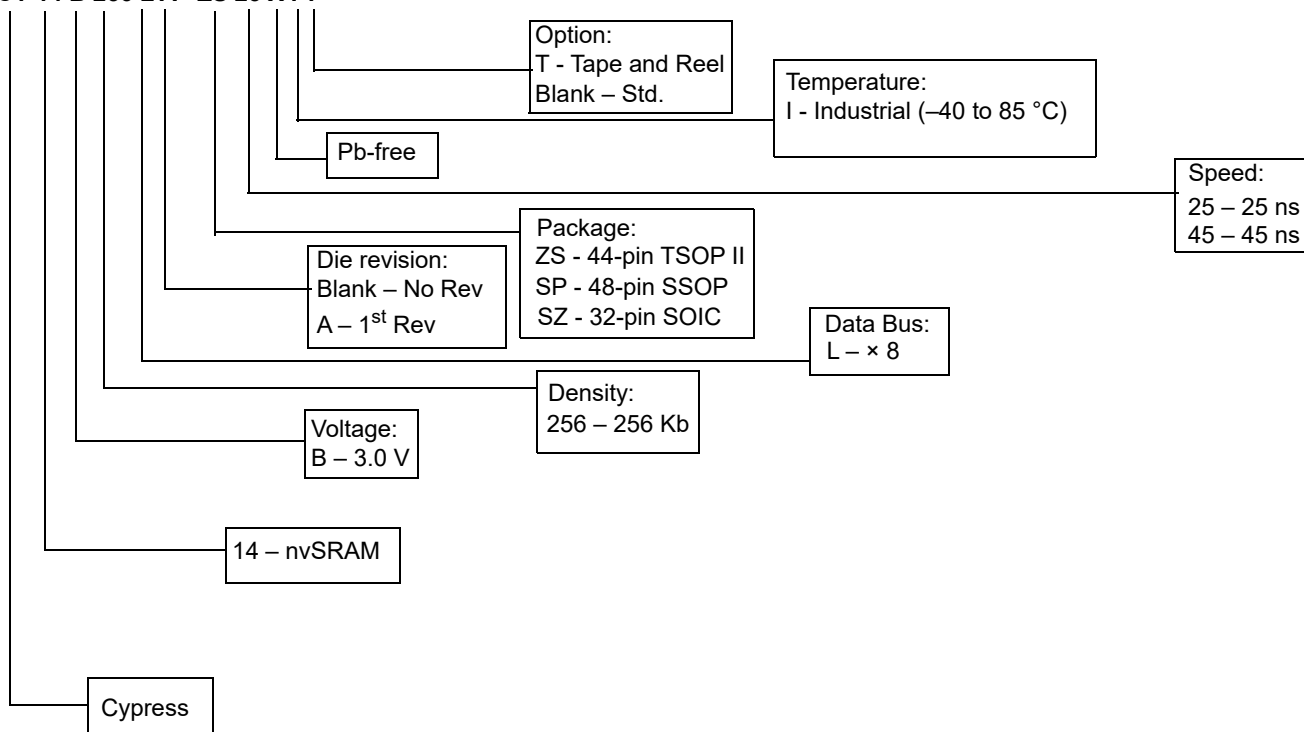 Option:
T - Tape and Reel
Blank – Std.
Temperature:
I - Industrial (–40 to 85 °C)
Pb-free
Speed:
25 – 25 ns
45 – 45 ns
Package:
ZS - 44-pin TSOP II
SP - 48-pin SSOP
SZ - 32-pin SOIC
Die revision:
Blank – No Rev
A – 1st Rev
Data Bus:
L – × 8
Density:
256 – 256 Kb
Voltage:
B – 3.0 V
14 – nvSRAM
Cypress